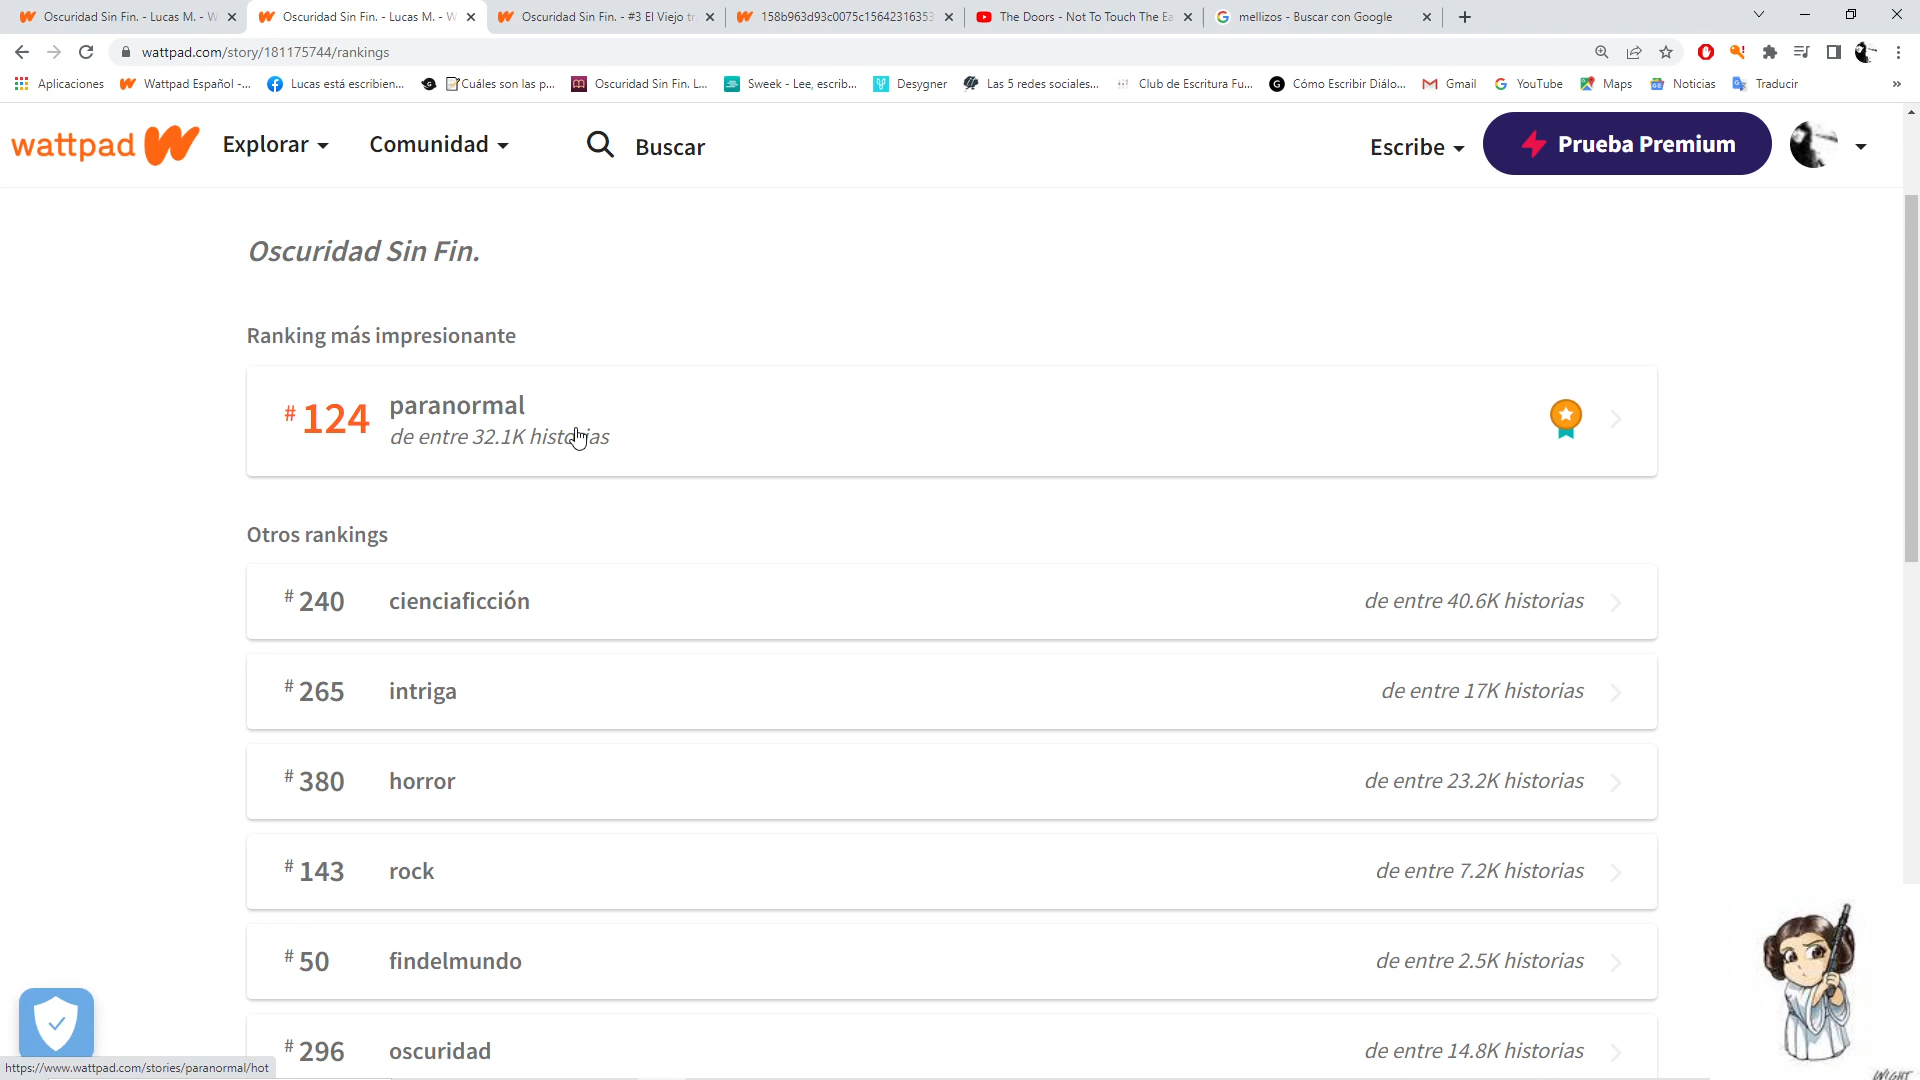 Oscuridad Sin Fin. - Lucas M. - W
Oscuridad Sin Fin. - Lucas M. - W
Oscuridad Sin Fin. - #3 El Viejo tr
158b963d93c0075c15642316353
The Doors - Not To Touch The Ea
mellizos - Buscar con Google
wattpad.com/story/181175744/rankings
Aplicaciones
Wattpad Español -...
Lucas está escribien...
Cuáles son las p...
Oscuridad Sin Fin. L...
Sweek - Lee, escrib...
Desygner
Las 5 redes sociales...
Club de Escritura Fu...
Cómo Escribir Diálo...
Gmail
YouTube
Maps
Noticias
Traducir
wattpad
Explorar
Comunidad
Buscar
Escribe
Prueba Premium
Oscuridad Sin Fin.
Ranking más impresionante
#124 paranormal
de entre 32.1K historias
Otros rankings
#240 cienciaficción de entre 40.6K historias
#265 intriga de entre 17K historias
#380 horror de entre 23.2K historias
#143 rock de entre 7.2K historias
#50 findelmundo de entre 2.5K historias
#296 oscuridad de entre 14.8K historias
https://www.wattpad.com/stories/paranormal/hot
WIGHT